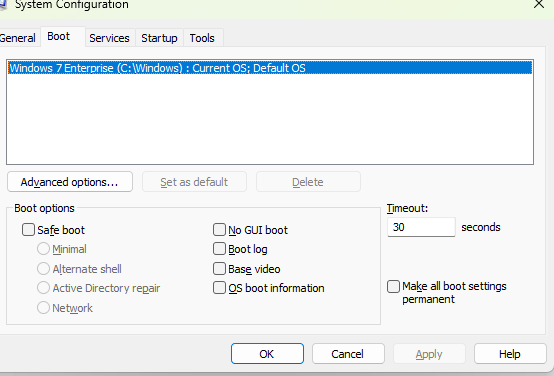 System Configuration
General Boot Services Startup Tools
Windows 7 Enterprise (C:\Windows) : Current OS; Default OS
Advanced options... Set as default Delete
Boot options
Safe boot
Minimal
Alternate shell
Active Directory repair
Network
No GUI boot
Boot log
Base video
OS boot information
Timeout:
30 seconds
Make all boot settings
permanent
OK Cancel Apply Help